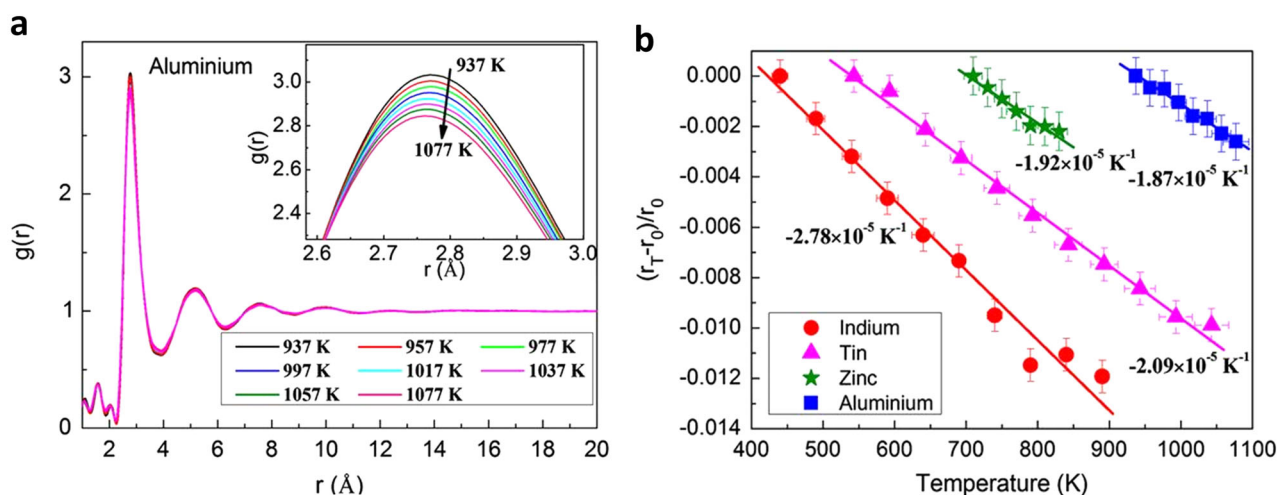 a
Aluminium
g(r)
3
2
1
0
2
4
6
8
10
12
14
16
18
20
r (Å)
937 K
957 K
977 K
997 K
1017 K
1037 K
1057 K
1077 K
g(r)
3.0
2.9
2.8
2.7
2.6
2.5
2.4
2.6
2.7
2.8
2.9
3.0
r (Å)
937 K
1077 K
b
(r_T-r_0)/r_0
0.000
-0.002
-0.004
-0.006
-0.008
-0.010
-0.012
-0.014
400
500
600
700
800
900
1000
1100
Temperature (K)
-1.92×10⁻⁵ K⁻¹
-1.87×10⁻⁵ K⁻¹
-2.78×10⁻⁵ K⁻¹
-2.09×10⁻⁵ K⁻¹
Indium
Tin
Zinc
Aluminium